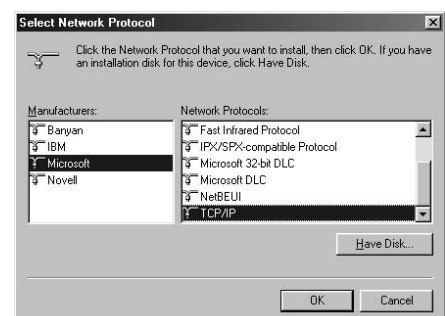 Select Network Protocol
Click the Network Protocol that you want to install, then click OK. If you have
an installation disk for this device, click Have Disk.
Manufacturers:
Banyan
IBM
Microsoft
Novell
Network Protocols:
Fast Infrared Protocol
IPX/SPX-compatible Protocol
Microsoft 32-bit DLC
Microsoft DLC
NetBEUI
TCP/IP
Have Disk...
OK
Cancel